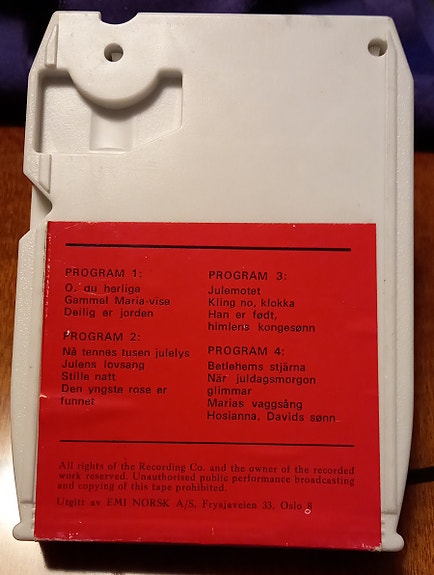 PROGRAM 1:
O, du herlige
Gammel Maria-vise
Deilig er jorden
PROGRAM 2:
Nå tennes tusen julelys
Julens lovsang
Stille natt
Den yngste rose er
funnet
PROGRAM 3:
Julemotet
Kling no, klokka
Han er født,
himlens kongesønn
PROGRAM 4:
Betlehems stjärna
När juldagsmorgon
glimmar
Marias vaggsång
Hosianna, Davids sønn
All rights of the Recording Co. and the owner of the recorded
work reserved. Unauthorised public performance broadcasting
and copying of this tape prohibited.
Utgitt av EMI NORSK A/S, Frysjaveien 33, Oslo 8